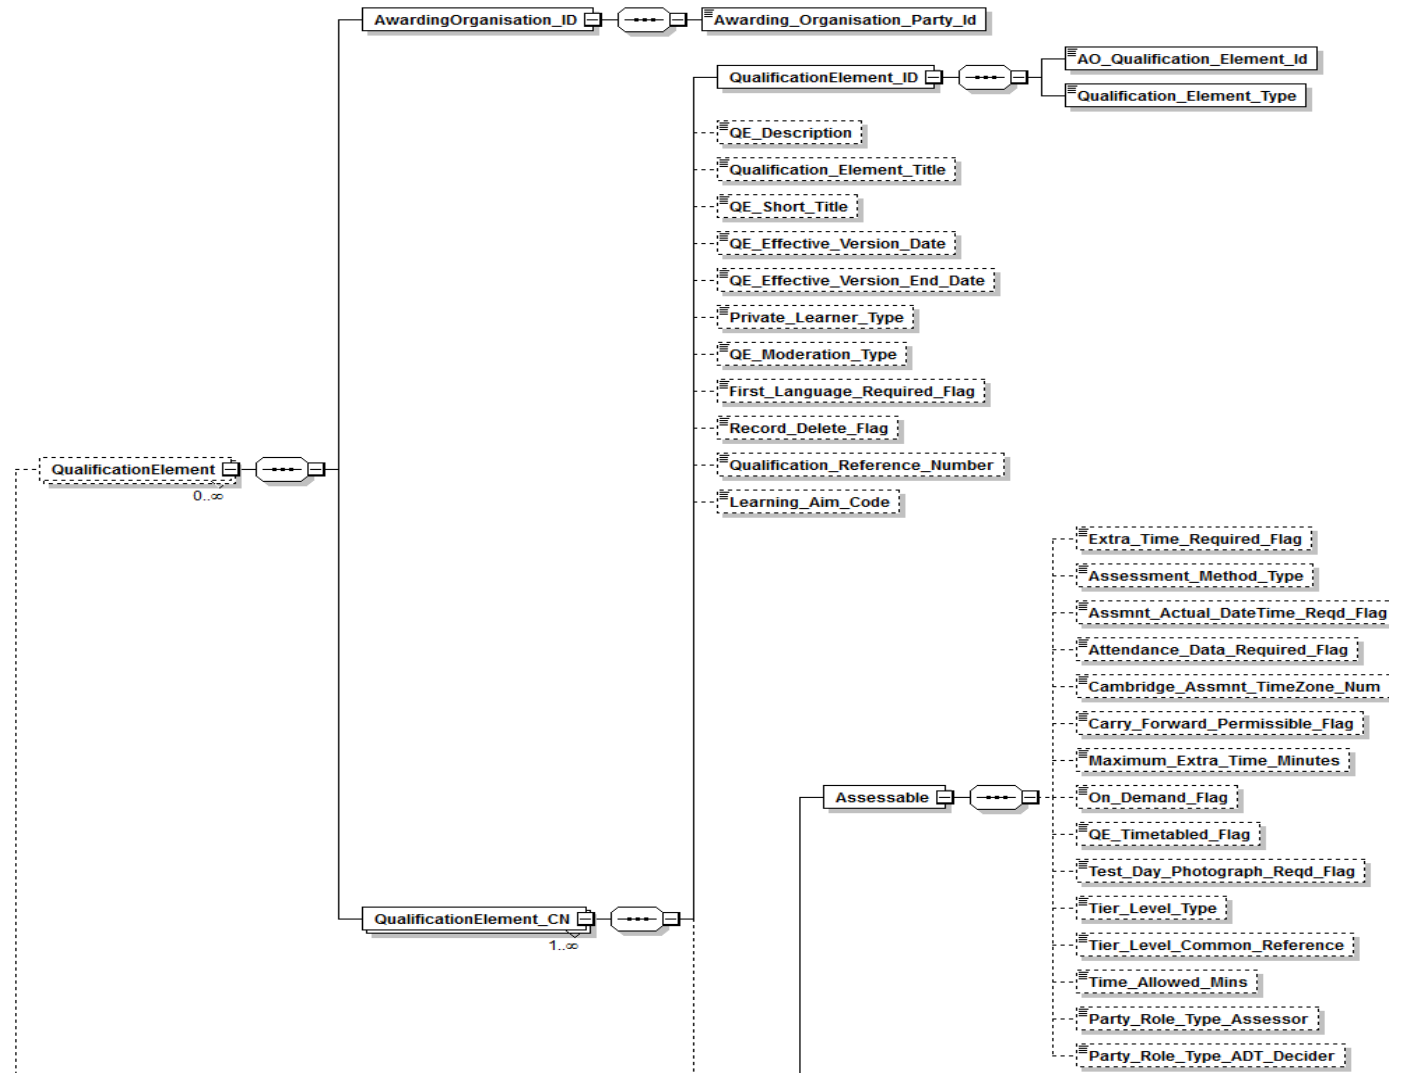 AwardingOrganisation_ID
Awarding_Organisation_Party_Id
QualificationElement_ID
AO_Qualification_Element_Id
Qualification_Element_Type
QE_Description
Qualification_Element_Title
QE_Short_Title
QE_Effective_Version_Date
QE_Effective_Version_End_Date
Private_Learner_Type
QE_Moderation_Type
First_Language_Required_Flag
Record_Delete_Flag
Qualification_Reference_Number
Learning_Aim_Code
QualificationElement
0..∞
Extra_Time_Required_Flag
Assessment_Method_Type
Assmnt_Actual_DateTime_Reqd_Flag
Attendance_Data_Required_Flag
Cambridge_Assmnt_TimeZone_Num
Carry_Forward_Permissible_Flag
Maximum_Extra_Time_Minutes
Assessable
On_Demand_Flag
QE_Timetabled_Flag
Test_Day_Photograph_Reqd_Flag
Tier_Level_Type
Tier_Level_Common_Reference
Time_Allowed_Mins
Party_Role_Type_Assessor
Party_Role_Type_ADT_Decider
QualificationElement_CN
1..∞